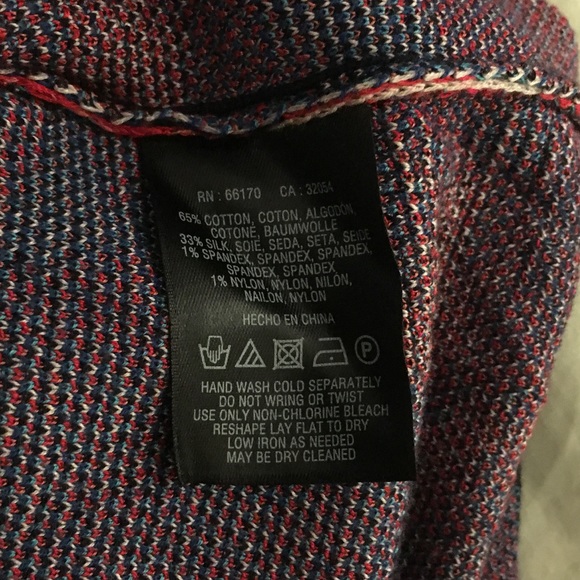 RN : 66170 CA : 32054
65% COTTON, COTON, ALGODÓN,
COTONE, BAUMWOLLE
33% SILK, SOIE, SEDA, SETA, SEIDE
1% SPANDEX, SPANDEX, SPANDEX,
SPANDEX, SPANDEX
1% NYLON, NYLON, NILÓN,
NAILON, NYLON
HECHO EN CHINA
P
HAND WASH COLD SEPARATELY
DO NOT WRING OR TWIST
USE ONLY NON-CHLORINE BLEACH
RESHAPE LAY FLAT TO DRY
LOW IRON AS NEEDED
MAY BE DRY CLEANED